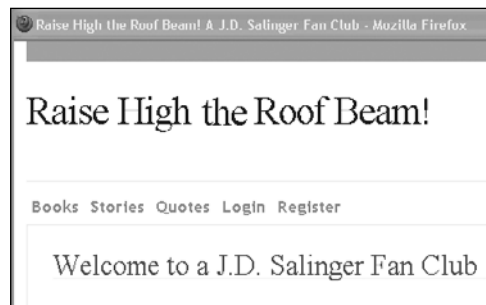 Raise High the Roof Beam! A J.D. Salinger Fan Club - Mozilla Firefox
Raise High the Roof Beam!
Books Stories Quotes Login Register
Welcome to a J.D. Salinger Fan Club